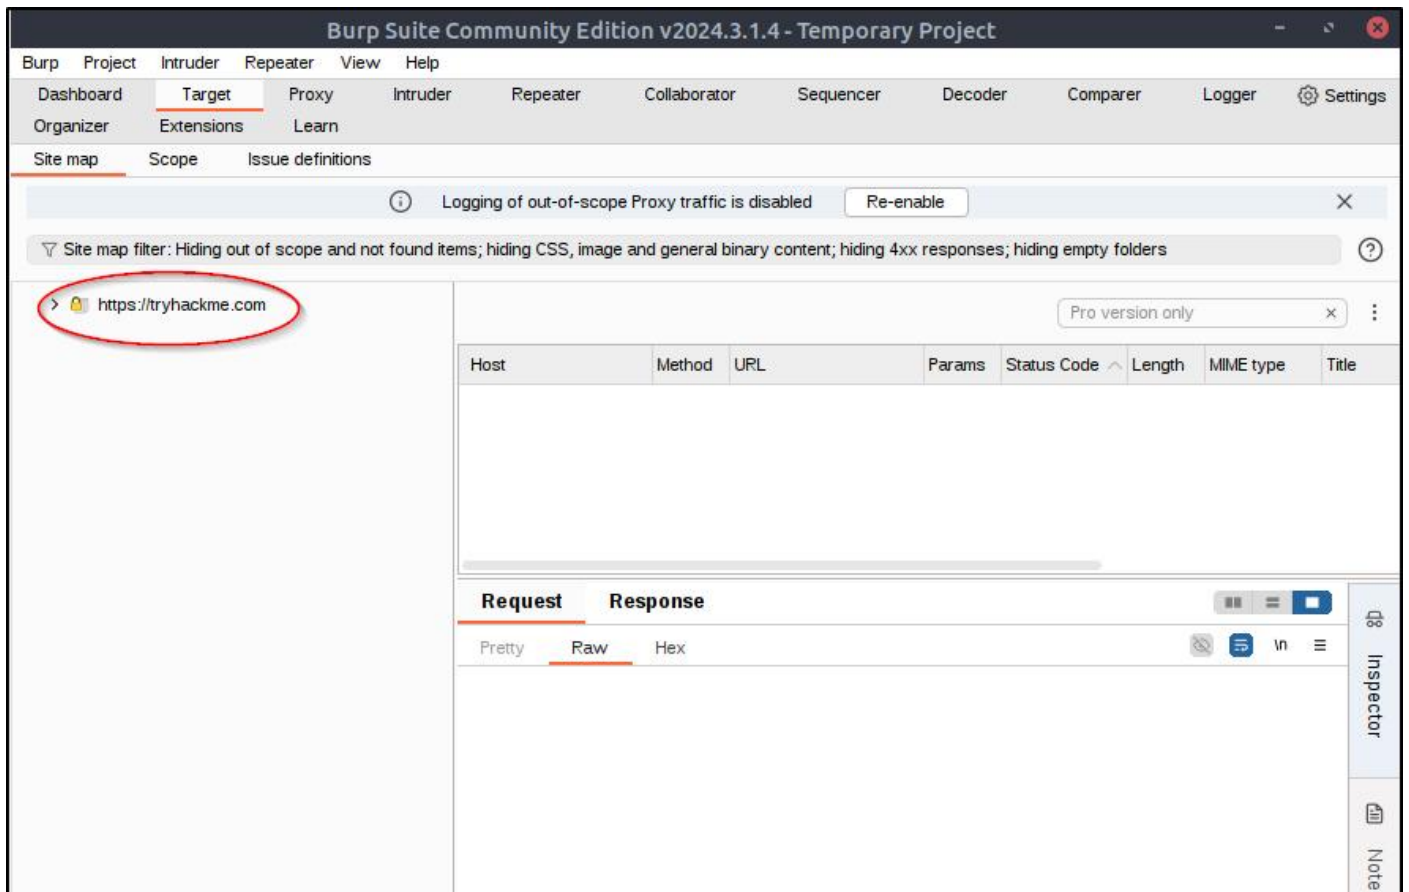 Burp Suite Community Edition v2024.3.1.4 - Temporary Project
Burp Project Intruder Repeater View Help
Dashboard Target Proxy Intruder Repeater Collaborator Sequencer Decoder Comparer Logger Settings
Organizer Extensions Learn
Site map Scope Issue definitions
Logging of out-of-scope Proxy traffic is disabled Re-enable
Site map filter: Hiding out of scope and not found items; hiding CSS, image and general binary content; hiding 4xx responses; hiding empty folders
https://tryhackme.com
Pro version only
Host Method URL Params Status Code Length MIME type Title
Request Response
Pretty Raw Hex \n
Inspector
Note